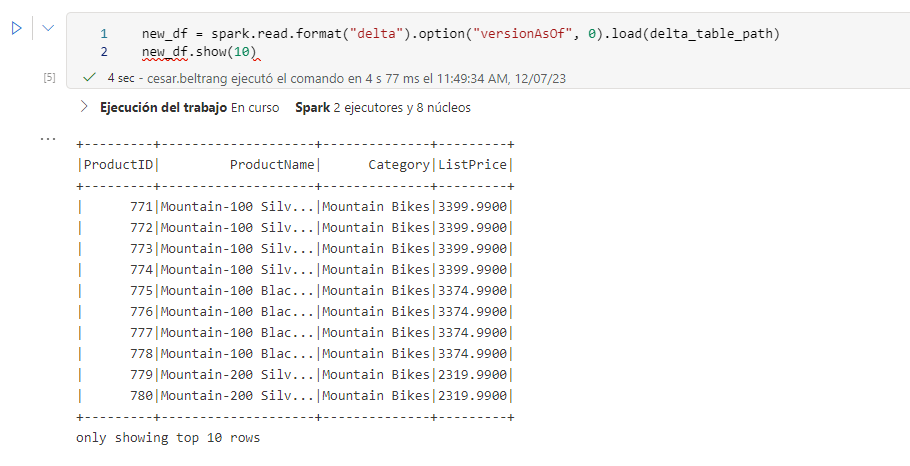 1 new_df = spark.read.format("delta").option("versionAsOf", 0).load(delta_table_path)
2 new_df.show(10)
[5] 4 sec - cesar.beltrang ejecutó el comando en 4 s 77 ms el 11:49:34 AM, 12/07/23
Ejecución del trabajo En curso Spark 2 ejecutores y 8 núcleos
...
+---------+--------------------+--------------+---------+
|ProductID|         ProductName|      Category|ListPrice|
+---------+--------------------+--------------+---------+
|      771|Mountain-100 Silv...|Mountain Bikes|3399.9900|
|      772|Mountain-100 Silv...|Mountain Bikes|3399.9900|
|      773|Mountain-100 Silv...|Mountain Bikes|3399.9900|
|      774|Mountain-100 Silv...|Mountain Bikes|3399.9900|
|      775|Mountain-100 Blac...|Mountain Bikes|3374.9900|
|      776|Mountain-100 Blac...|Mountain Bikes|3374.9900|
|      777|Mountain-100 Blac...|Mountain Bikes|3374.9900|
|      778|Mountain-100 Blac...|Mountain Bikes|3374.9900|
|      779|Mountain-200 Silv...|Mountain Bikes|2319.9900|
|      780|Mountain-200 Silv...|Mountain Bikes|2319.9900|
+---------+--------------------+--------------+---------+
only showing top 10 rows